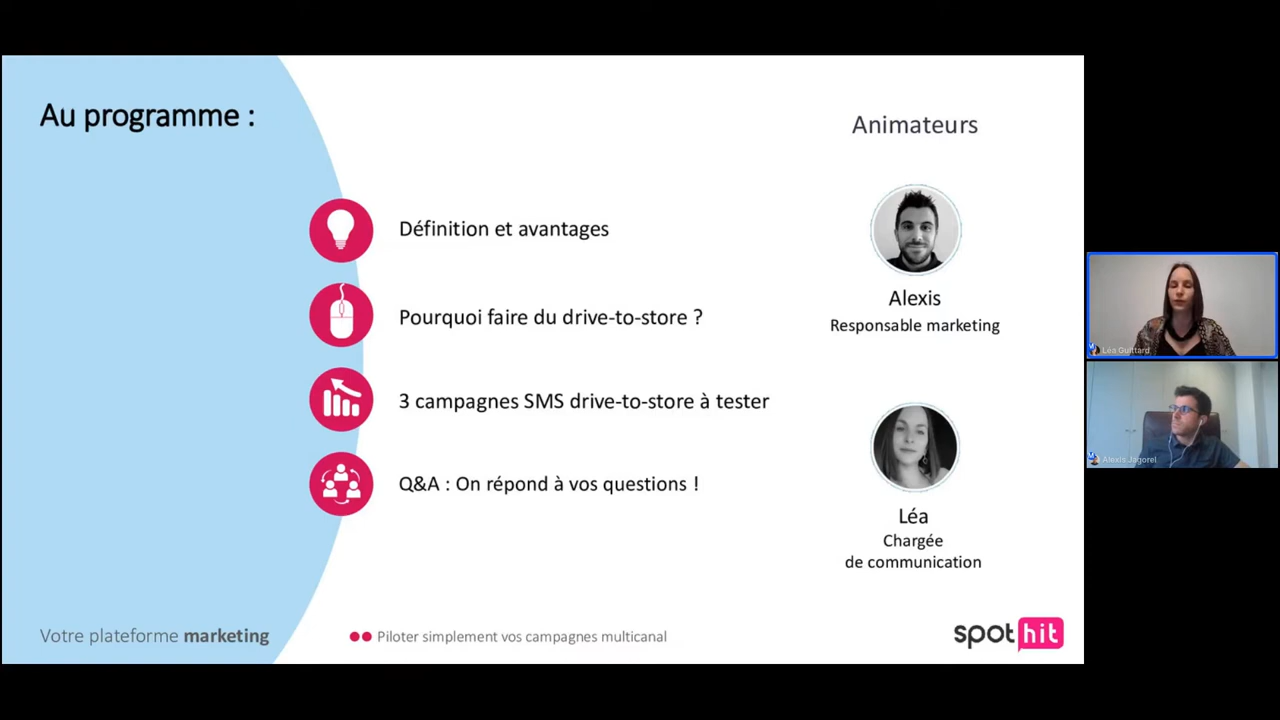 Au programme :
Animateurs
Définition et avantages
Pourquoi faire du drive-to-store ?
3 campagnes SMS drive-to-store à tester
Q&A : On répond à vos questions !
Alexis
Responsable marketing
Léa
Chargée
de communication
Votre plateforme marketing
Piloter simplement vos campagnes multicanal
spot hit
Léa Guittard
Alexis Jagorel